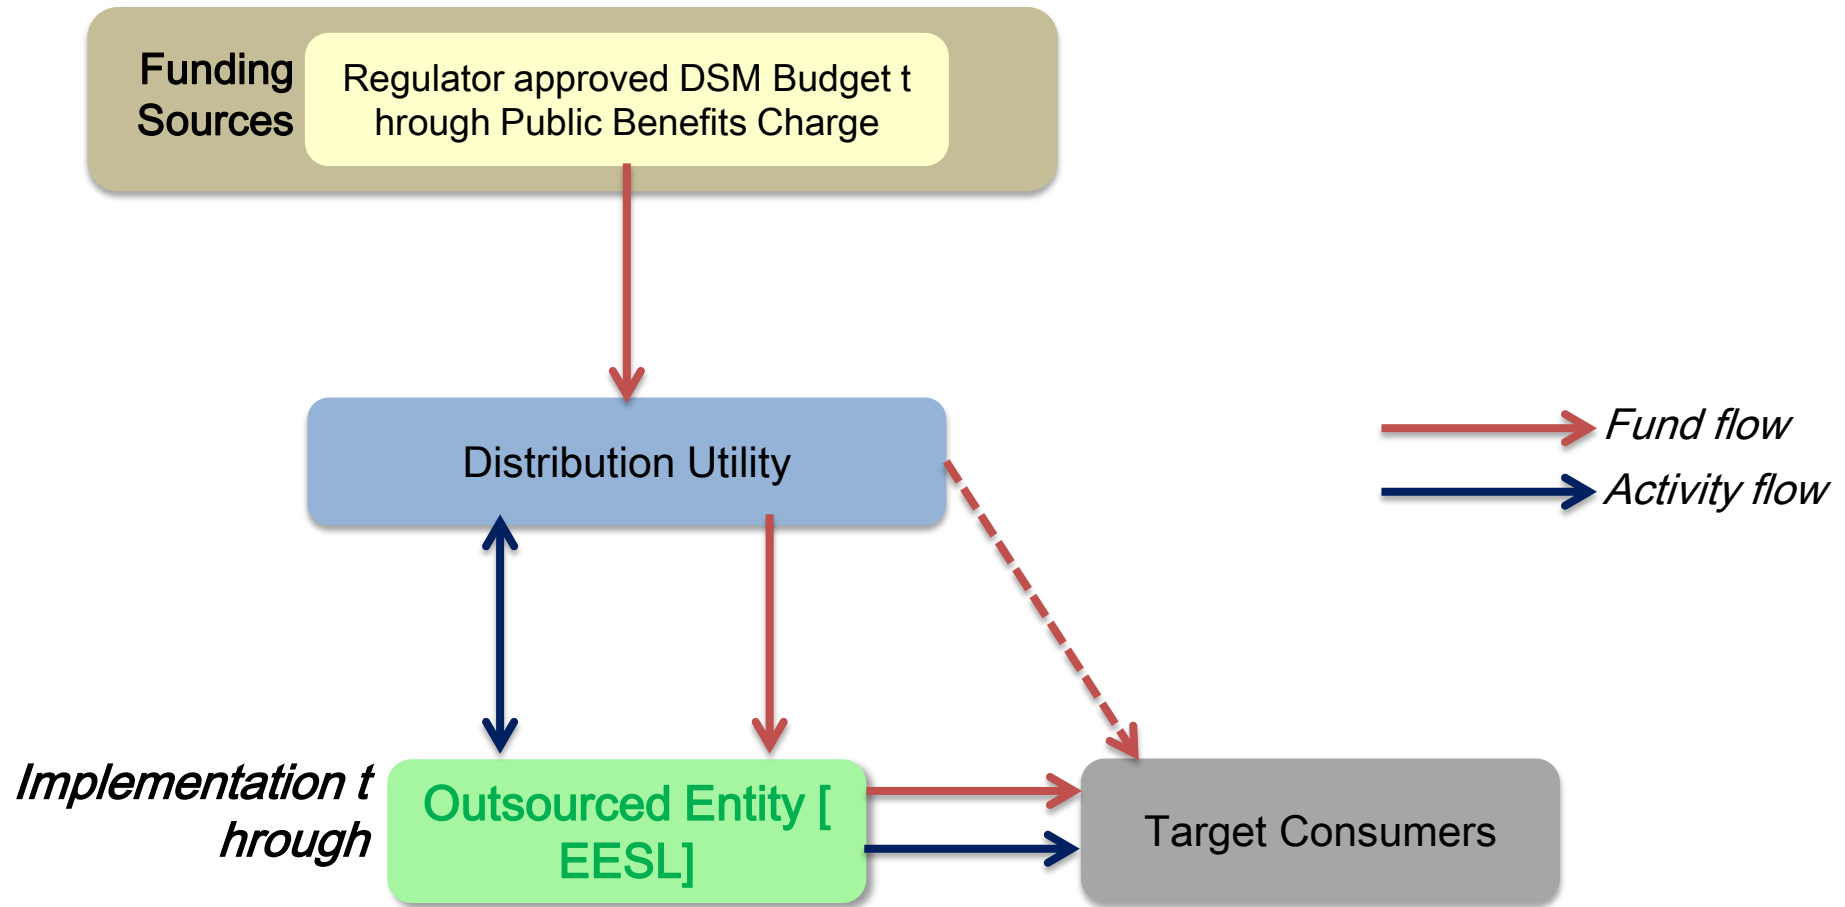 Funding
Sources
Regulator approved DSM Budget t
hrough Public Benefits Charge
Distribution Utility
Fund flow
Activity flow
Implementation t
hrough
Outsourced Entity [
EESL]
Target Consumers